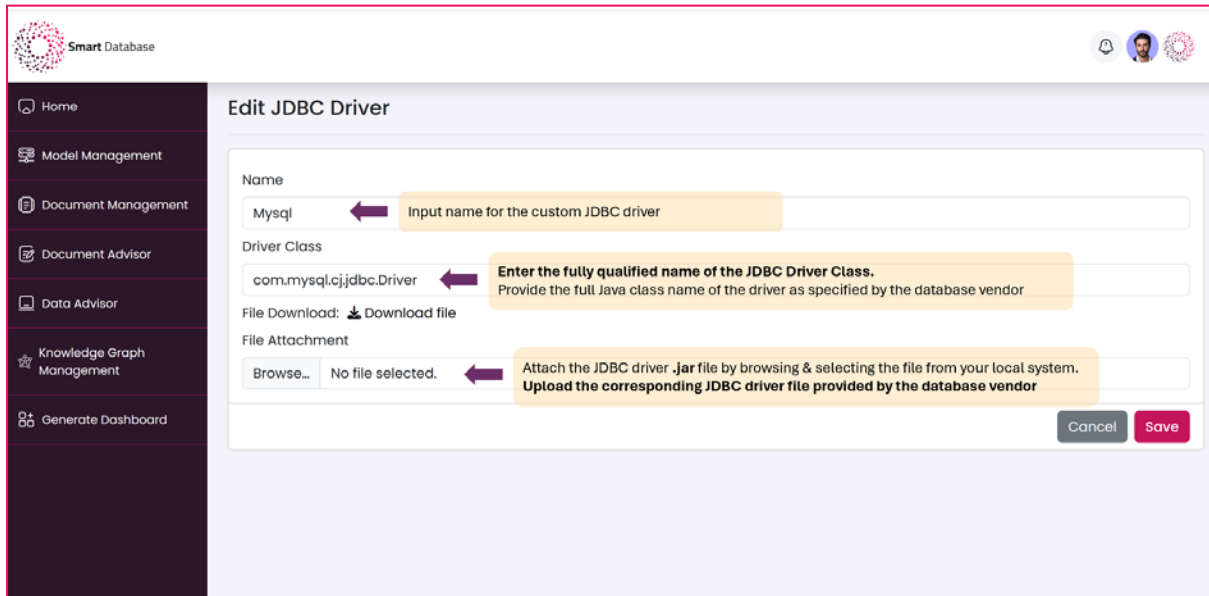 Smart Database
Home
Model Management
Document Management
Document Advisor
Data Advisor
Knowledge Graph
Management
Generate Dashboard
Edit JDBC Driver
Name
Mysql
Input name for the custom JDBC driver
Driver Class
com.mysql.cj.jdbc.Driver
Enter the fully qualified name of the JDBC Driver Class.
Provide the full Java class name of the driver as specified by the database vendor
File Download: Download file
File Attachment
Browse... No file selected.
Attach the JDBC driver .jar file by browsing & selecting the file from your local system.
Upload the corresponding JDBC driver file provided by the database vendor
Cancel Save